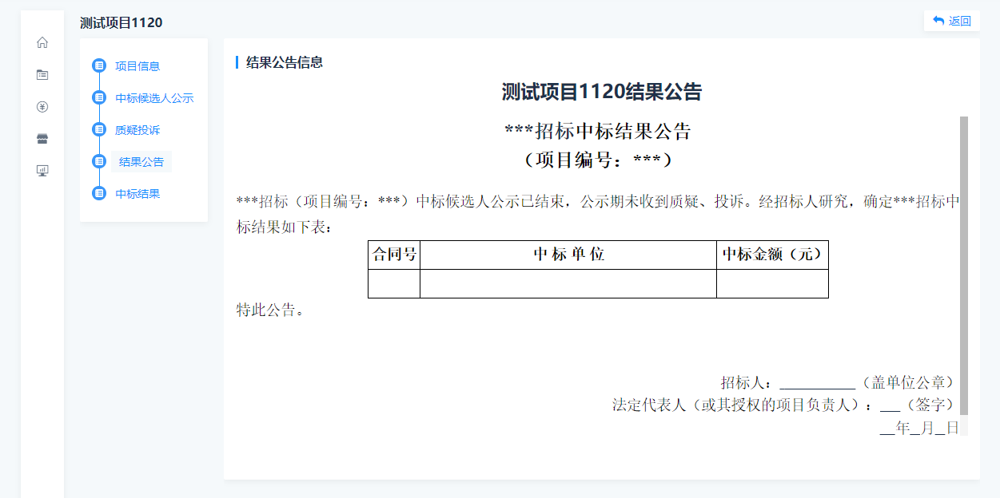 测试项目1120
返回
项目信息
中标候选人公示
质疑投诉
结果公告
中标结果
结果公告信息
测试项目1120结果公告
***招标中标结果公告
（项目编号：***）
***招标（项目编号：***）中标候选人公示已结束，公示期未收到质疑、投诉。经招标人研究，确定***招标中
标结果如下表：
合同号 中 标 单 位 中标金额（元）
特此公告。
招标人：__________（盖单位公章）
法定代表人（或其授权的项目负责人）：___（签字）
__年_月_日